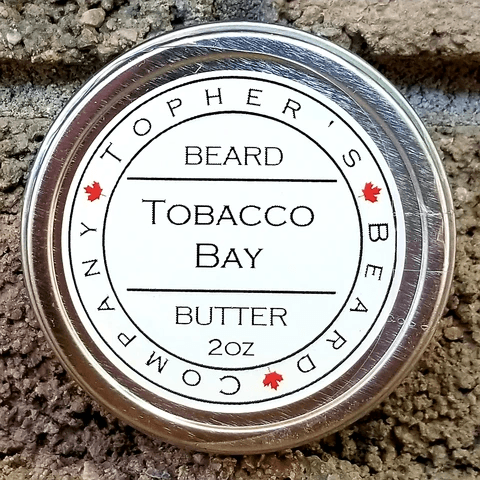 TOPHER'S BEARD COMPANY
BEARD
TOBACCO
BAY
BUTTER
2OZ